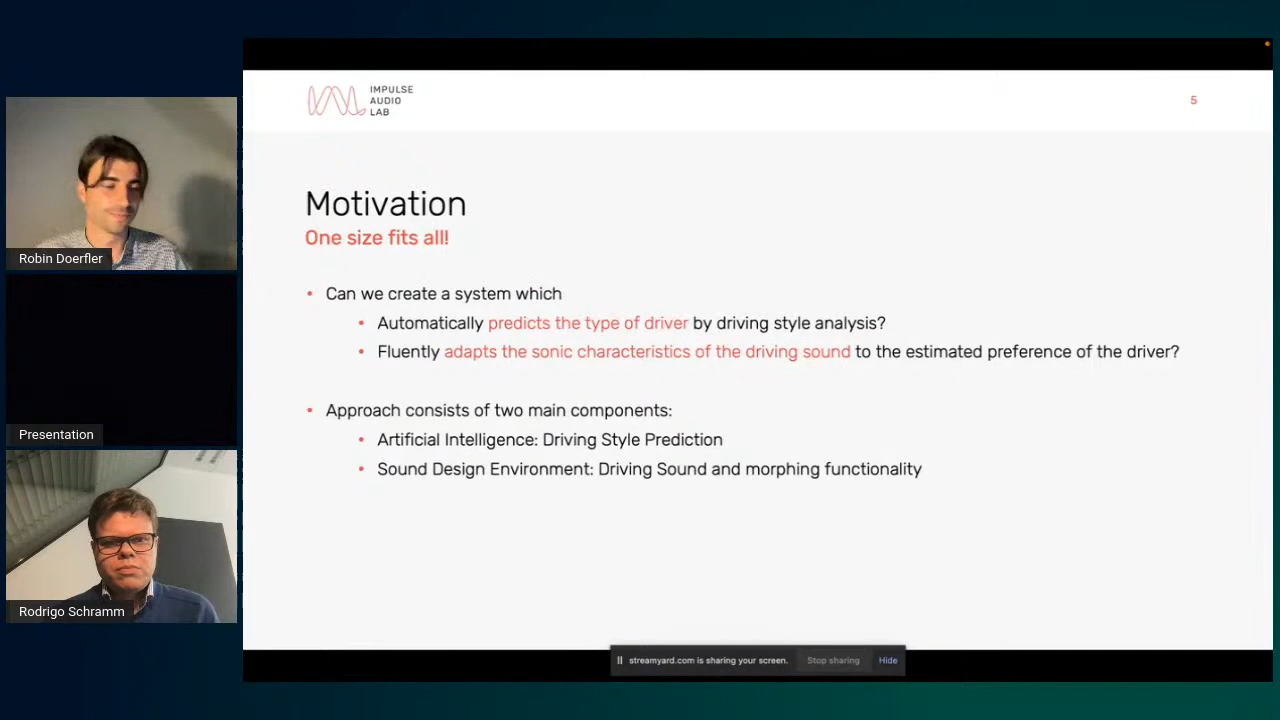 IMPULSE
AUDIO
LAB
5
Motivation
One size fits all!
• Can we create a system which
• Automatically predicts the type of driver by driving style analysis?
• Fluently adapts the sonic characteristics of the driving sound to the estimated preference of the driver?
• Approach consists of two main components:
• Artificial Intelligence: Driving Style Prediction
• Sound Design Environment: Driving Sound and morphing functionality
Robin Doerfler
Presentation
Rodrigo Schramm
streamyard.com is sharing your screen. Stop sharing Hide